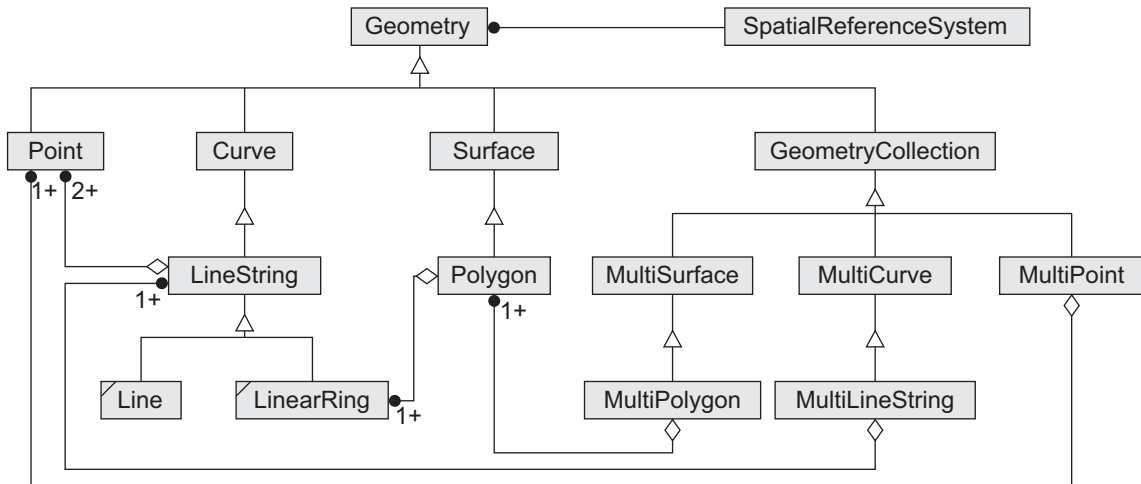 Geometry
SpatialReferenceSystem
Point
Curve
Surface
GeometryCollection
1+
2+
LineString
Polygon
MultiSurface
MultiCurve
MultiPoint
1+
1+
Line
LinearRing
MultiPolygon
MultiLineString
1+